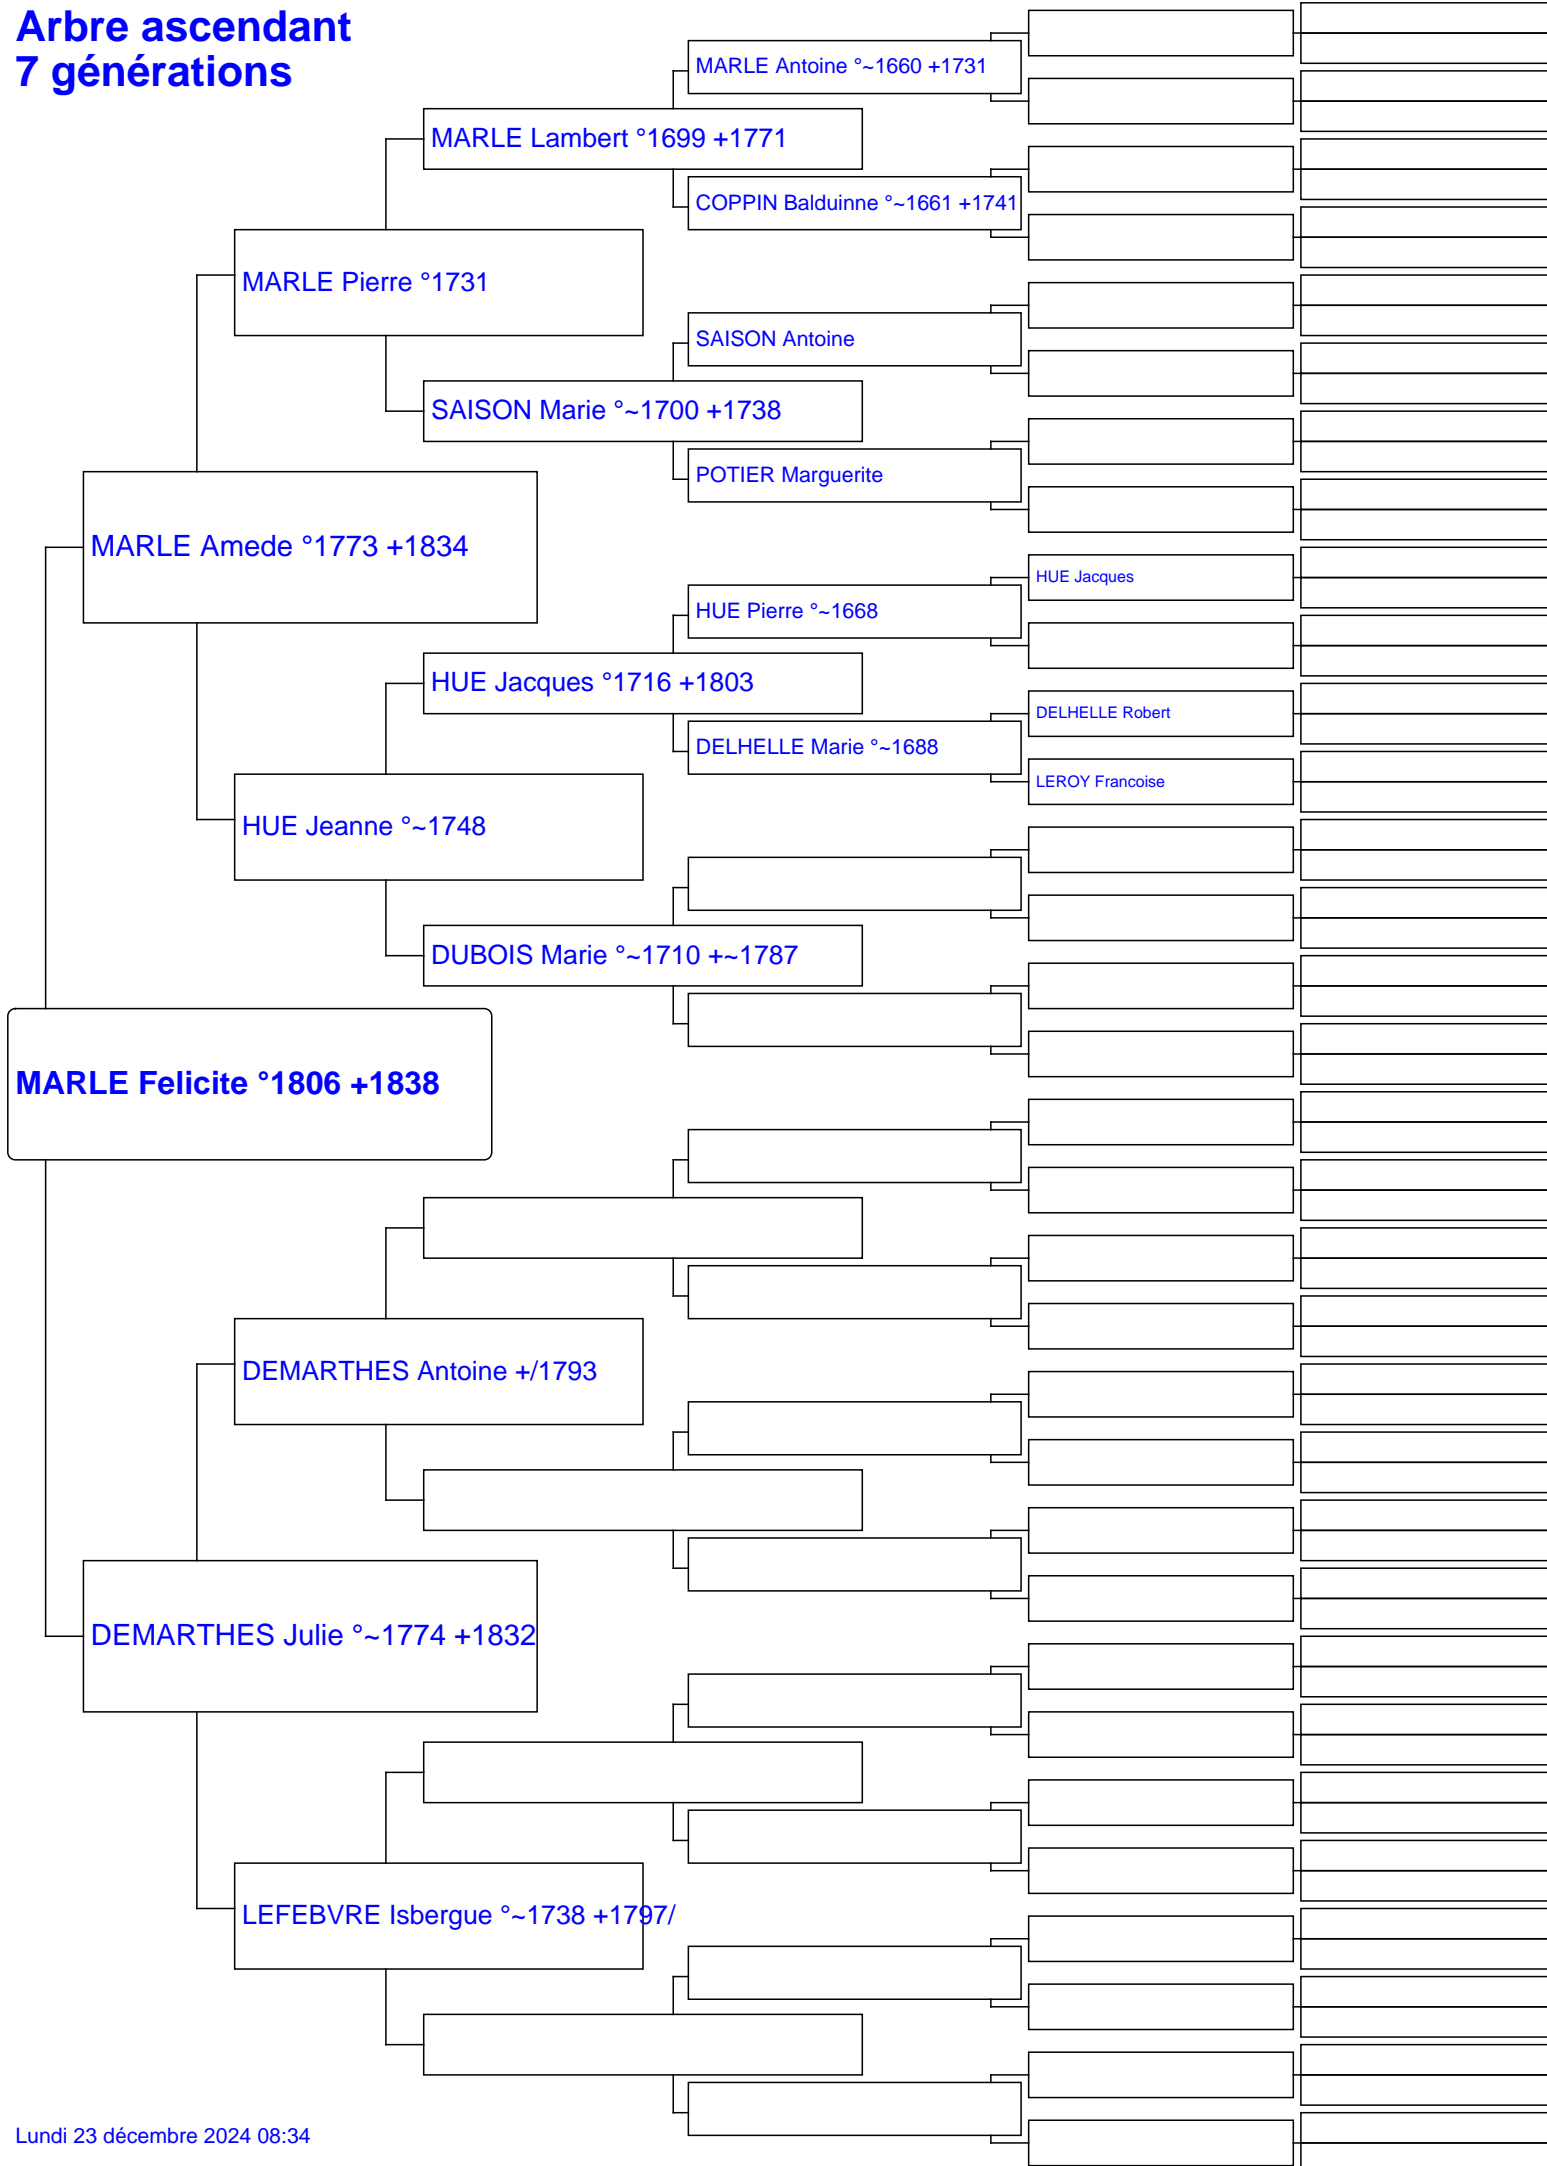 Arbre ascendant
7 générations
MARLE Antoine °~1660 +1731
MARLE Lambert °1699 +1771
COPPIN Balduinne °~1661 +1741
MARLE Pierre °1731
SAISON Antoine
SAISON Marie °~1700 +1738
POTIER Marguerite
MARLE Amede °1773 +1834
HUE Jacques
HUE Pierre °~1668
HUE Jacques °1716 +1803
DELHELLE Robert
DELHELLE Marie °~1688
LEROY Francoise
HUE Jeanne °~1748
DUBOIS Marie °~1710 +~1787
MARLE Felicite °1806 +1838
DEMARTHES Antoine +/1793
DEMARTHES Julie °~1774 +1832
LEFEBVRE Isbergue °~1738 +1797/
Lundi 23 décembre 2024 08:34